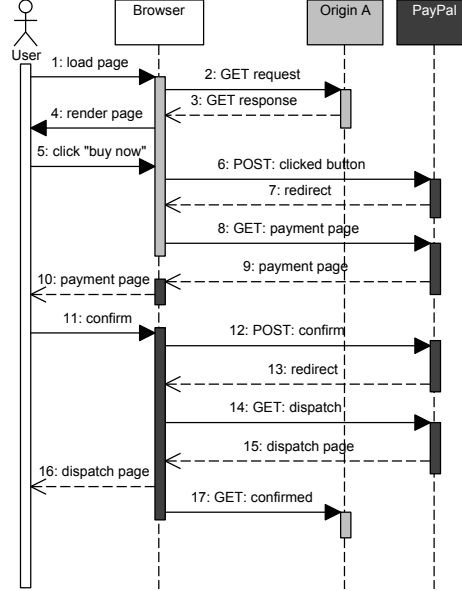 Browser
Origin A
PayPal
User
1: load page
2: GET request
3: GET response
4: render page
5: click "buy now"
6: POST: clicked button
7: redirect
8: GET: payment page
9: payment page
10: payment page
11: confirm
12: POST: confirm
13: redirect
14: GET: dispatch
15: dispatch page
16: dispatch page
17: GET: confirmed